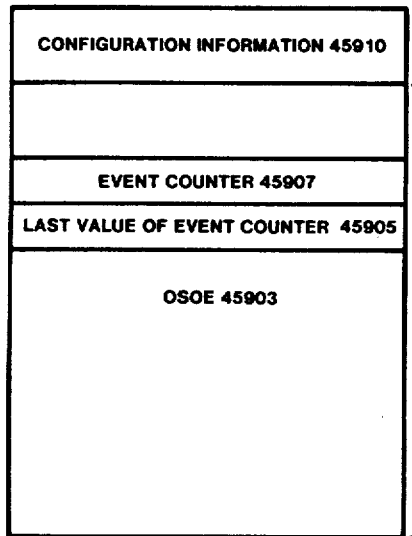 CONFIGURATION INFORMATION 45910
EVENT COUNTER 45907
LAST VALUE OF EVENT COUNTER 45905
OSOE 45903